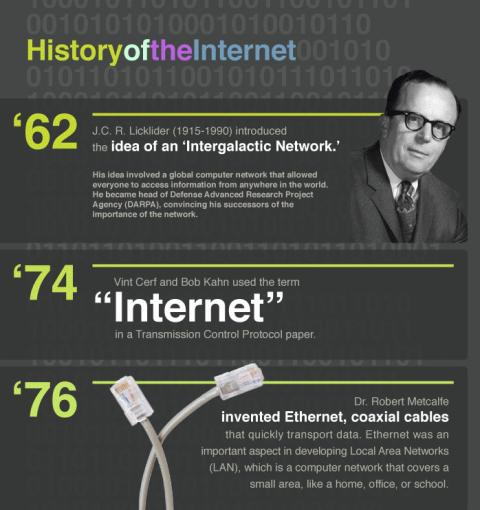 HistoryoftheInternet
'62
J.C. R. Licklider (1915-1990) introduced
the idea of an 'Intergalactic Network.'
His idea involved a global computer network that allowed
everyone to access information from anywhere in the world.
He became head of Defense Advanced Research Project
Agency (DARPA), convincing his successors of the
importance of the network.
'74
Vint Cerf and Bob Kahn used the term
"Internet"
in a Transmission Control Protocol paper.
'76
Dr. Robert Metcalfe
invented Ethernet, coaxial cables
that quickly transport data. Ethernet was an
important aspect in developing Local Area Networks
(LAN), which is a computer network that covers a
small area, like a home, office, or school.